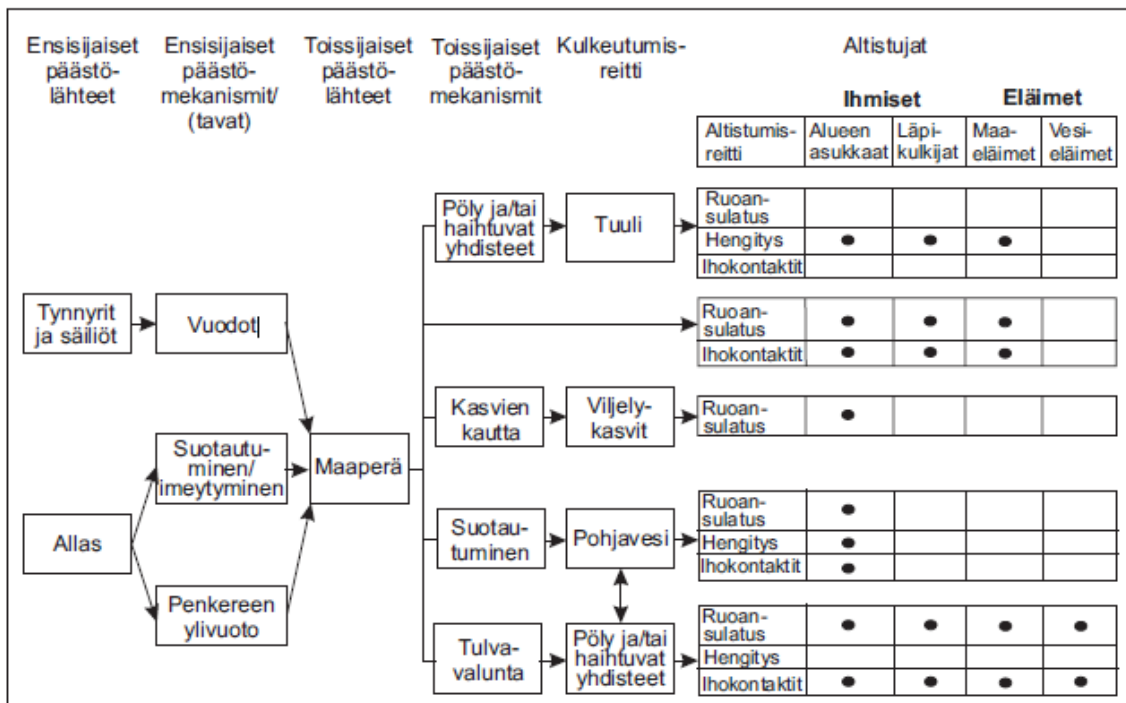 Ensisijaiset
päästö-
lähteet
Ensisijaiset
päästö-
mekanismit/
(tavat)
Toissijaiset
päästö-
lähteet
Toissijaiset
päästö-
mekanismit
Kulkeutumis-
reitti
Altistujat
Ihmiset
Eläimet
Altistumis-
reitti
Alueen
asukkaat
Läpi-
kulkijat
Maa-
eläimet
Vesi-
eläimet
Pöly ja/tai
haihtuvat
yhdisteet
Tuuli
Ruoan-
sulatus
Hengitys
Ihokontaktit
Tynnyrit
ja säiliöt
Vuodot
Ruoan-
sulatus
Ihokontaktit
Kasvien
kautta
Viljely-
kasvit
Ruoan-
sulatus
Suotautu-
minen/
imeytyminen
Maaperä
Allas
Suotau-
tuminen
Pohjavesi
Ruoan-
sulatus
Hengitys
Ihokontaktit
Penkereen
ylivuoto
Tulva-
valunta
Pöly ja/tai
haihtuvat
yhdisteet
Ruoan-
sulatus
Hengitys
Ihokontaktit